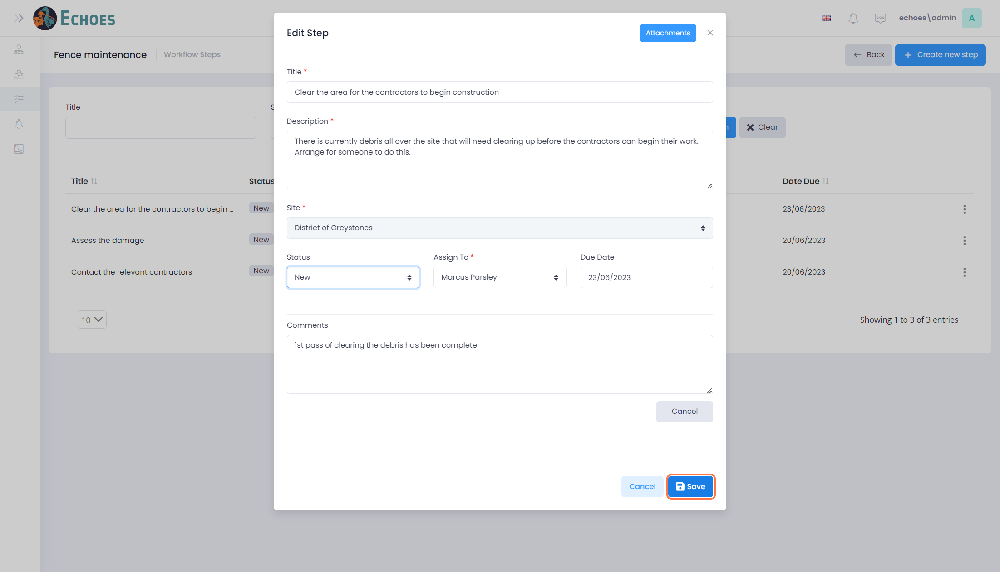 ECHOES
echoes\admin
A
Fence maintenance
Workflow Steps
Back
+ Create new step
Title
Clear
Title
Status
Date Due
Clear the area for the contractors to begin ...
New
23/06/2023
Assess the damage
New
20/06/2023
Contact the relevant contractors
New
20/06/2023
10
Showing 1 to 3 of 3 entries
Edit Step
Attachments
Title *
Clear the area for the contractors to begin construction
Description *
There is currently debris all over the site that will need clearing up before the contractors can begin their work.
Arrange for someone to do this.
Site *
District of Greystones
Status
Assign To *
Due Date
New
Marcus Parsley
23/06/2023
Comments
1st pass of clearing the debris has been complete
Cancel
Cancel
Save